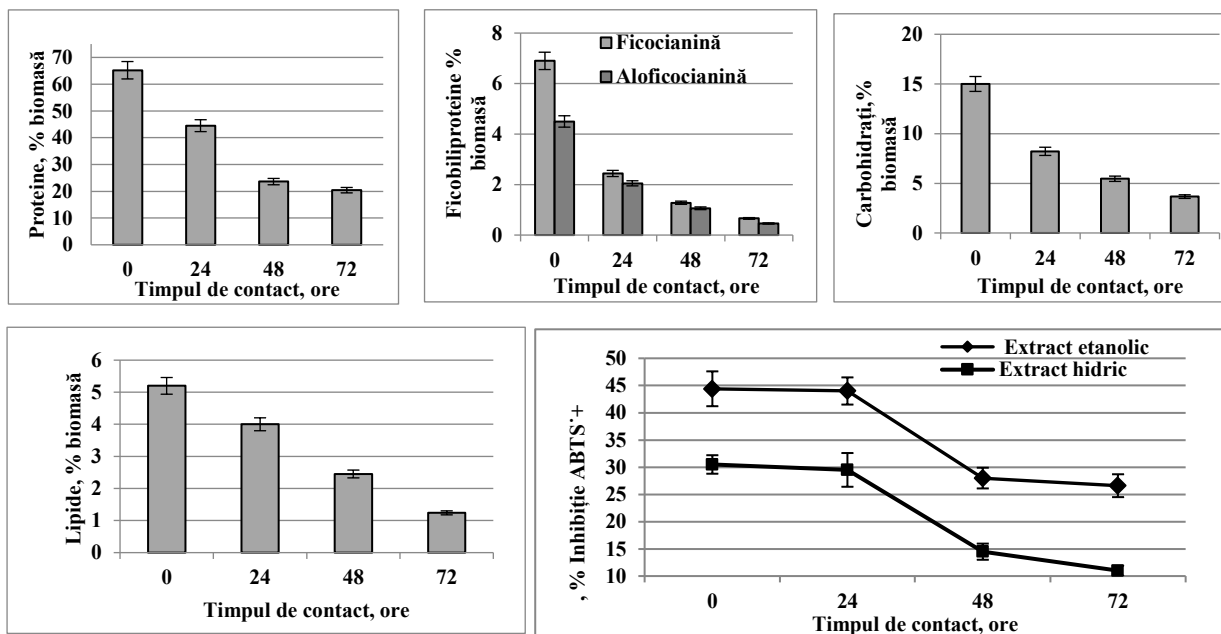 Proteine, % biomasă
70
60
50
40
30
20
10
0
0 24 48 72
Timpul de contact, ore
Ficobiliproteine %
biomasă
8
6
4
2
0
Ficocianină
Aloficocianină
0 24 48 72
Timpul de contact, ore
Carbohidrați,%
biomasă
20
15
10
5
0
0 24 48 72
Timpul de contact, ore
Lipide, % biomasă
6
5
4
3
2
1
0
0 24 48 72
Timpul de contact, ore
, % Inhibiție ABTS˙+
50
45
40
35
30
25
20
15
10
Extract etanolic
Extract hidric
0 24 48 72
Timpul de contact, ore